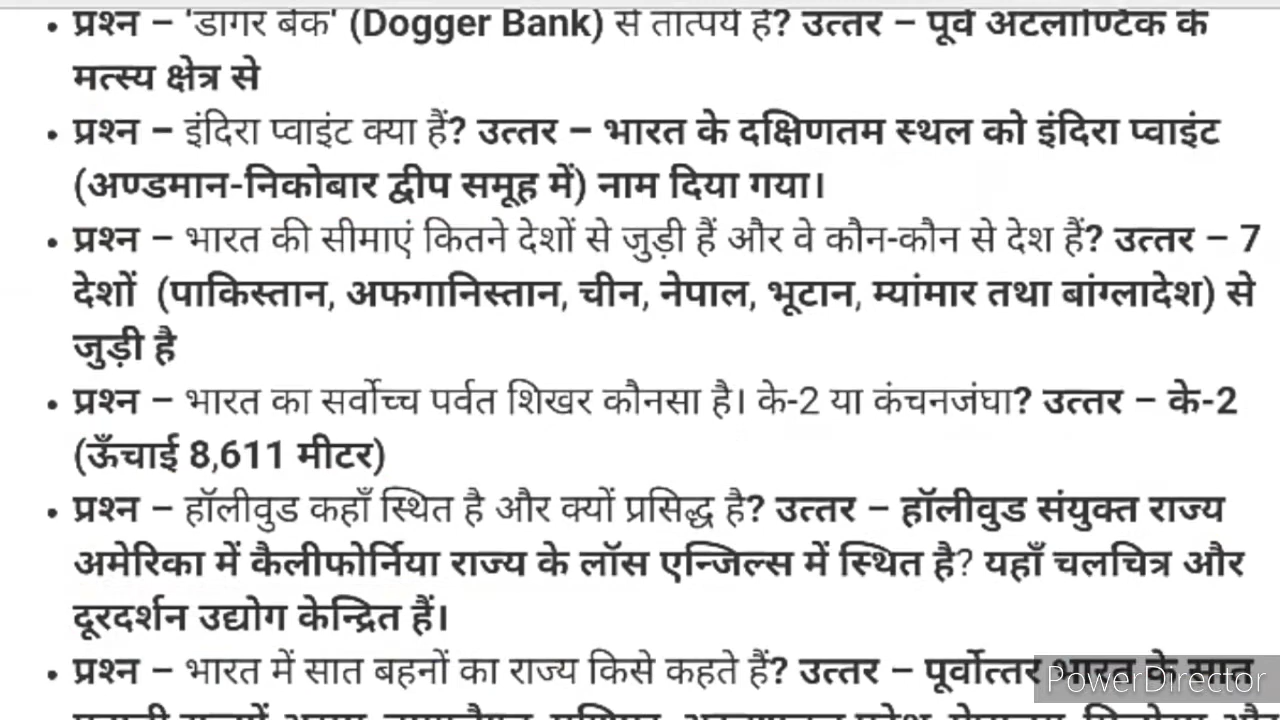 • प्रश्न – 'डागर बैंक' (Dogger Bank) से तात्पर्य है? उत्तर – पूर्व अटलाण्टिक के
मत्स्य क्षेत्र से
• प्रश्न – इंदिरा प्वाइंट क्या हैं? उत्तर – भारत के दक्षिणतम स्थल को इंदिरा प्वाइंट
(अण्डमान-निकोबार द्वीप समूह में) नाम दिया गया।
• प्रश्न – भारत की सीमाएं कितने देशों से जुड़ी हैं और वे कौन-कौन से देश हैं? उत्तर – 7
देशों (पाकिस्तान, अफगानिस्तान, चीन, नेपाल, भूटान, म्यांमार तथा बांग्लादेश) से
जुड़ी है
• प्रश्न – भारत का सर्वोच्च पर्वत शिखर कौनसा है। के-2 या कंचनजंघा? उत्तर – के-2
(ऊँचाई 8,611 मीटर)
• प्रश्न – हॉलीवुड कहाँ स्थित है और क्यों प्रसिद्ध है? उत्तर – हॉलीवुड संयुक्त राज्य
अमेरिका में कैलीफोर्निया राज्य के लॉस एन्जिल्स में स्थित है? यहाँ चलचित्र और
दूरदर्शन उद्योग केन्द्रित हैं।
• प्रश्न – भारत में सात बहनों का राज्य किसे कहते हैं? उत्तर – पूर्वोत्तर भारत के सात
PowerDirector